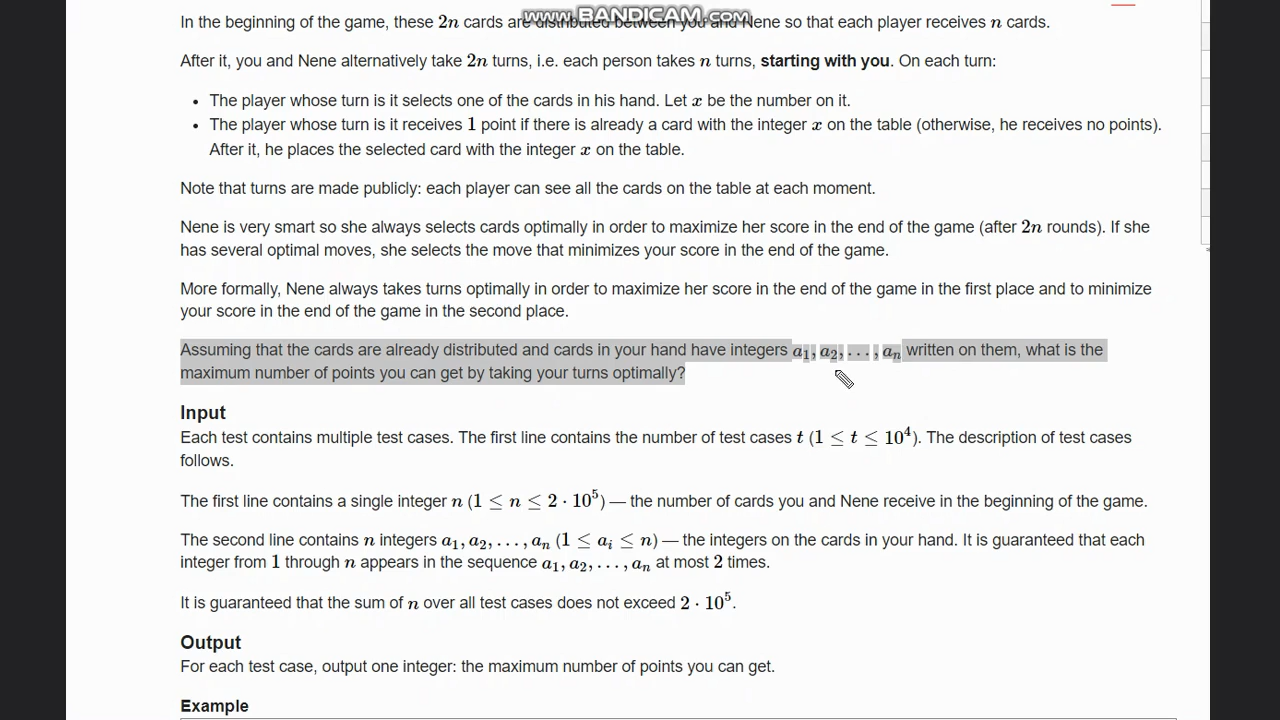 www.BANDICAM.com
In the beginning of the game, these 2n cards are distributed between you and Nene so that each player receives n cards.
After it, you and Nene alternatively take 2n turns, i.e. each person takes n turns, starting with you. On each turn:
• The player whose turn is it selects one of the cards in his hand. Let x be the number on it.
• The player whose turn is it receives 1 point if there is already a card with the integer x on the table (otherwise, he receives no points).
After it, he places the selected card with the integer x on the table.
Note that turns are made publicly: each player can see all the cards on the table at each moment.
Nene is very smart so she always selects cards optimally in order to maximize her score in the end of the game (after 2n rounds). If she
has several optimal moves, she selects the move that minimizes your score in the end of the game.
More formally, Nene always takes turns optimally in order to maximize her score in the end of the game in the first place and to minimize
your score in the end of the game in the second place.
Assuming that the cards are already distributed and cards in your hand have integers a₁, a₂, …, aₙ written on them, what is the
maximum number of points you can get by taking your turns optimally?
Input
Each test contains multiple test cases. The first line contains the number of test cases t (1 ≤ t ≤ 10⁴). The description of test cases
follows.
The first line contains a single integer n (1 ≤ n ≤ 2 · 10⁵) — the number of cards you and Nene receive in the beginning of the game.
The second line contains n integers a₁, a₂, …, aₙ (1 ≤ aᵢ ≤ n) — the integers on the cards in your hand. It is guaranteed that each
integer from 1 through n appears in the sequence a₁, a₂, …, aₙ at most 2 times.
It is guaranteed that the sum of n over all test cases does not exceed 2 · 10⁵.
Output
For each test case, output one integer: the maximum number of points you can get.
Example